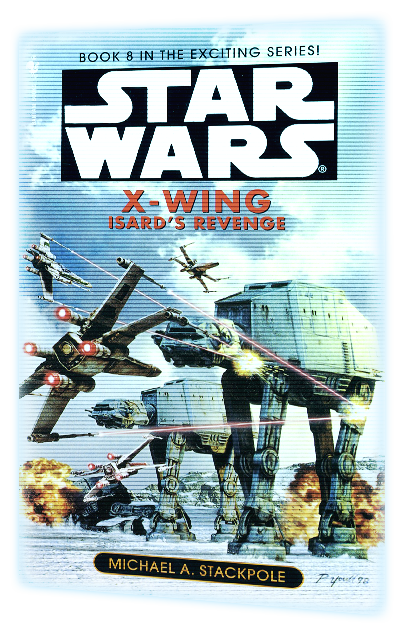 BOOK 8 IN THE EXCITING SERIES!
STAR
WARS®
X-WING
ISARD'S REVENGE
MICHAEL A. STACKPOLE